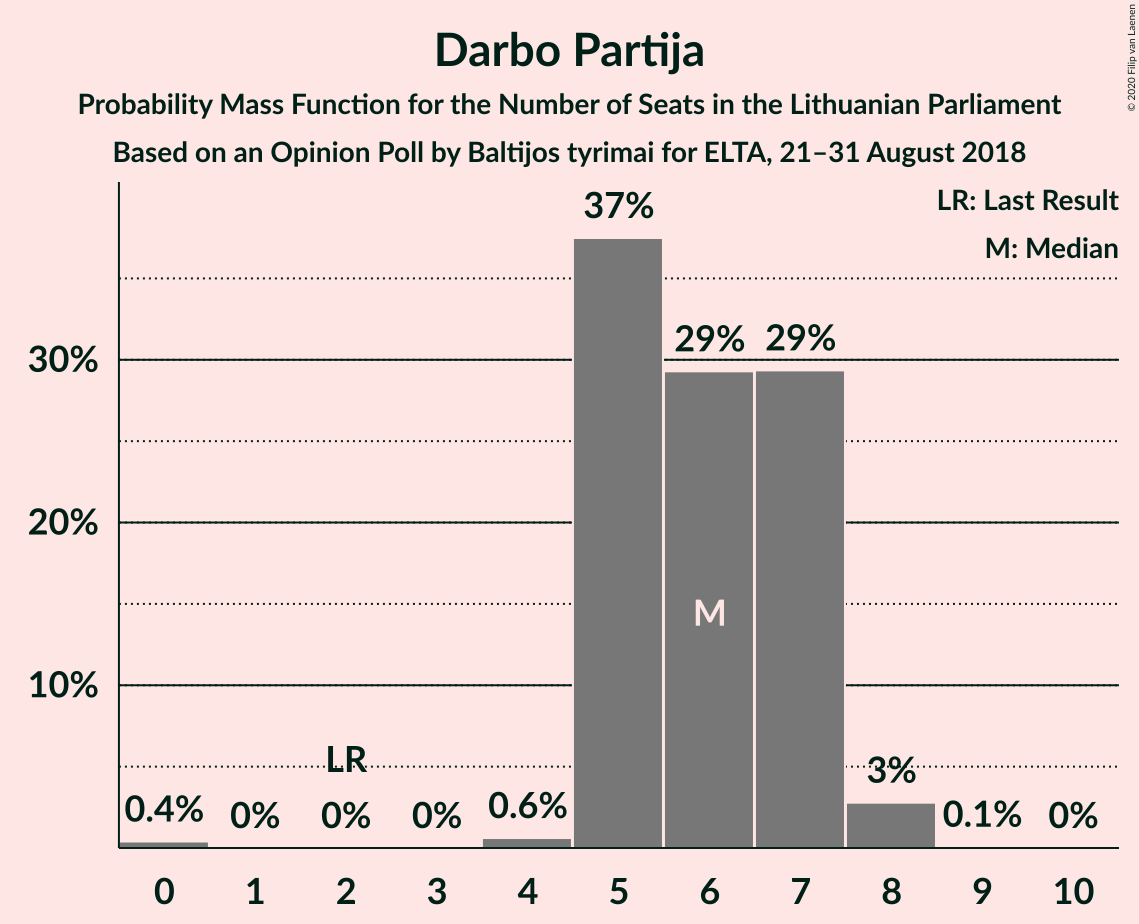 Darbo Partija
Probability Mass Function for the Number of Seats in the Lithuanian Parliament
Based on an Opinion Poll by Baltijos tyrimai for ELTA, 21–31 August 2018
© 2020 Filip van Laenen
LR: Last Result
M: Median
37%
29% 29%
30%
20%
M
10%
LR
3%
0.4% 0% 0% 0% 0.6% 0.1% 0%
0 1 2 3 4 5 6 7 8 9 10